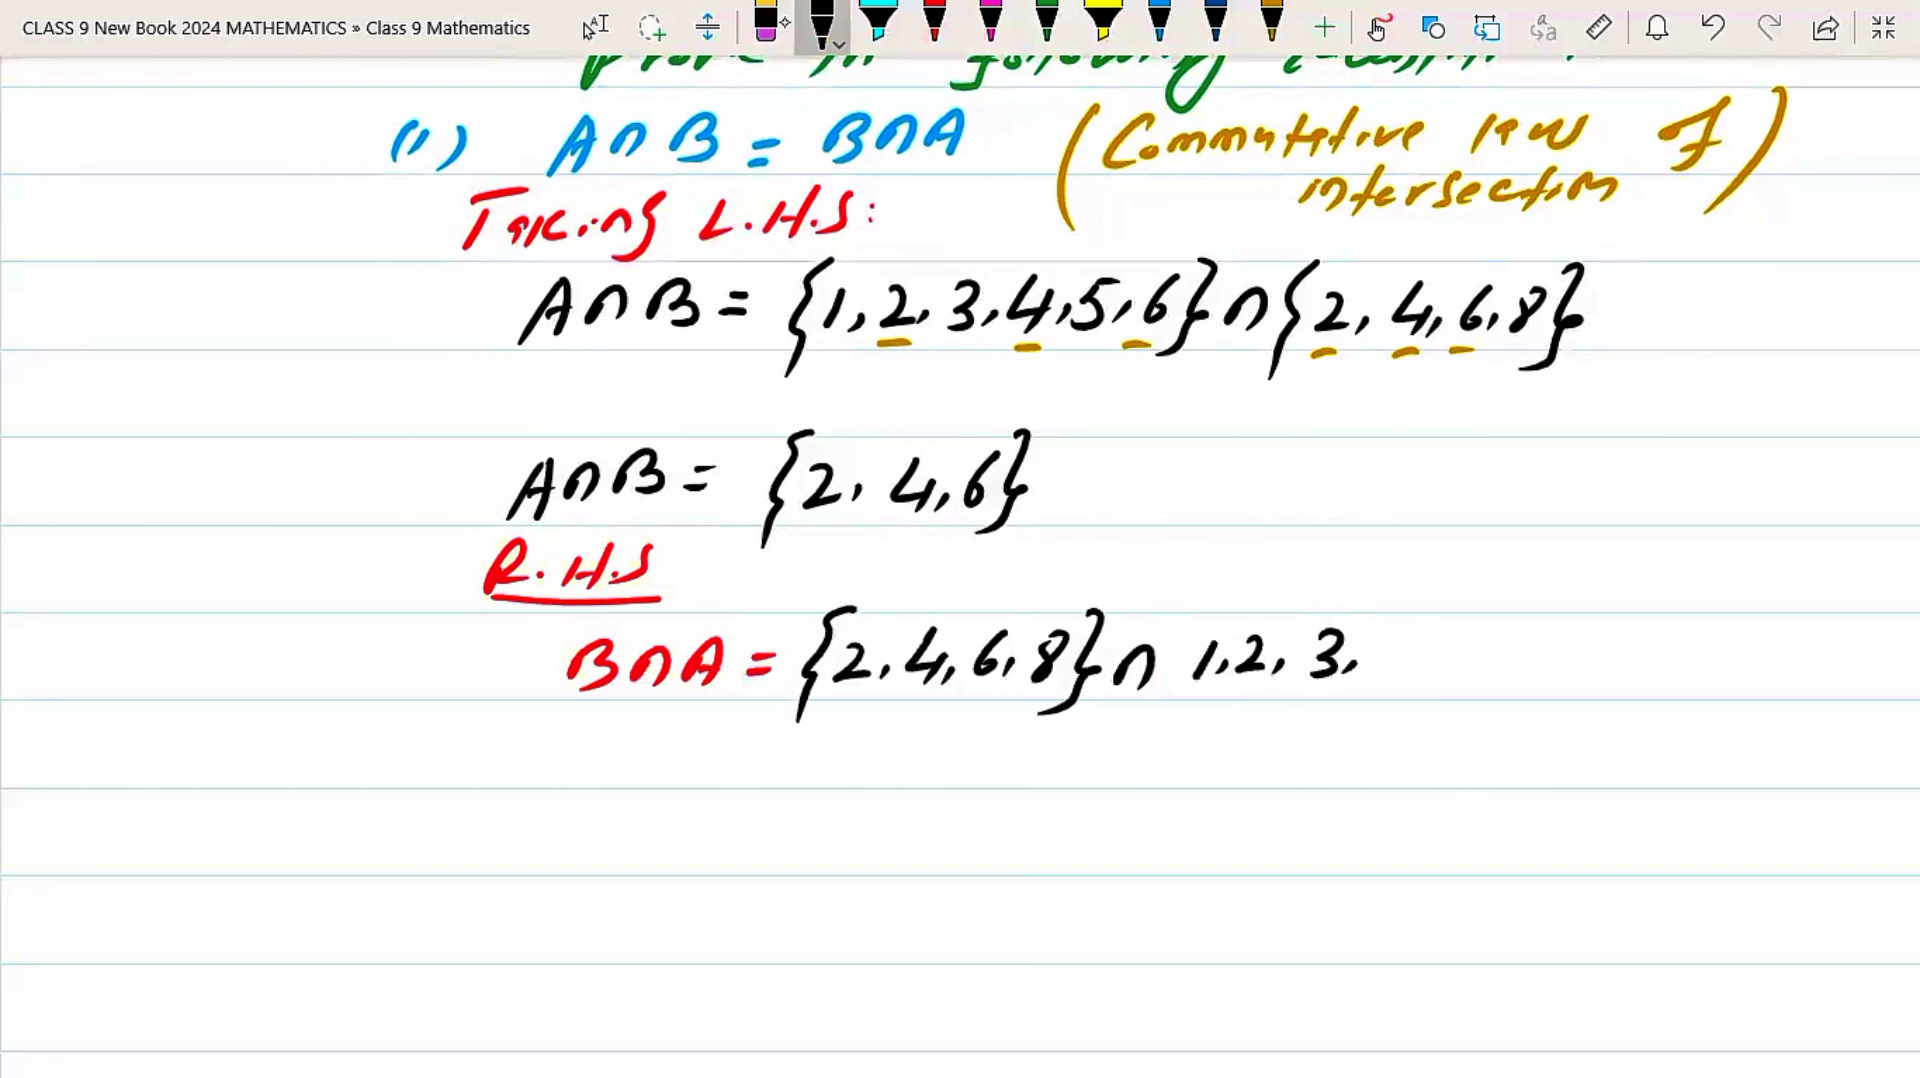 CLASS 9 New Book 2024 MATHEMATICS » Class 9 Mathematics
(1) A∩B = B∩A (Commutative law of intersection)
Taking L.H.S:
A∩B = {1,2,3,4,5,6}∩{2,4,6,8}
A∩B = {2,4,6}
R.H.S
B∩A = {2,4,6,8}∩ 1,2,3,